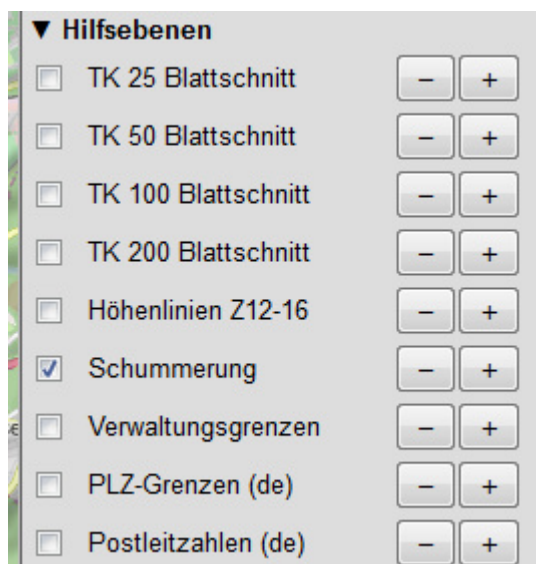 ▼ Hilfsebenen
TK 25 Blattschnitt − +
TK 50 Blattschnitt − +
TK 100 Blattschnitt − +
TK 200 Blattschnitt − +
Höhenlinien Z12-16 − +
Schummerung − +
Verwaltungsgrenzen − +
PLZ-Grenzen (de) − +
Postleitzahlen (de) − +